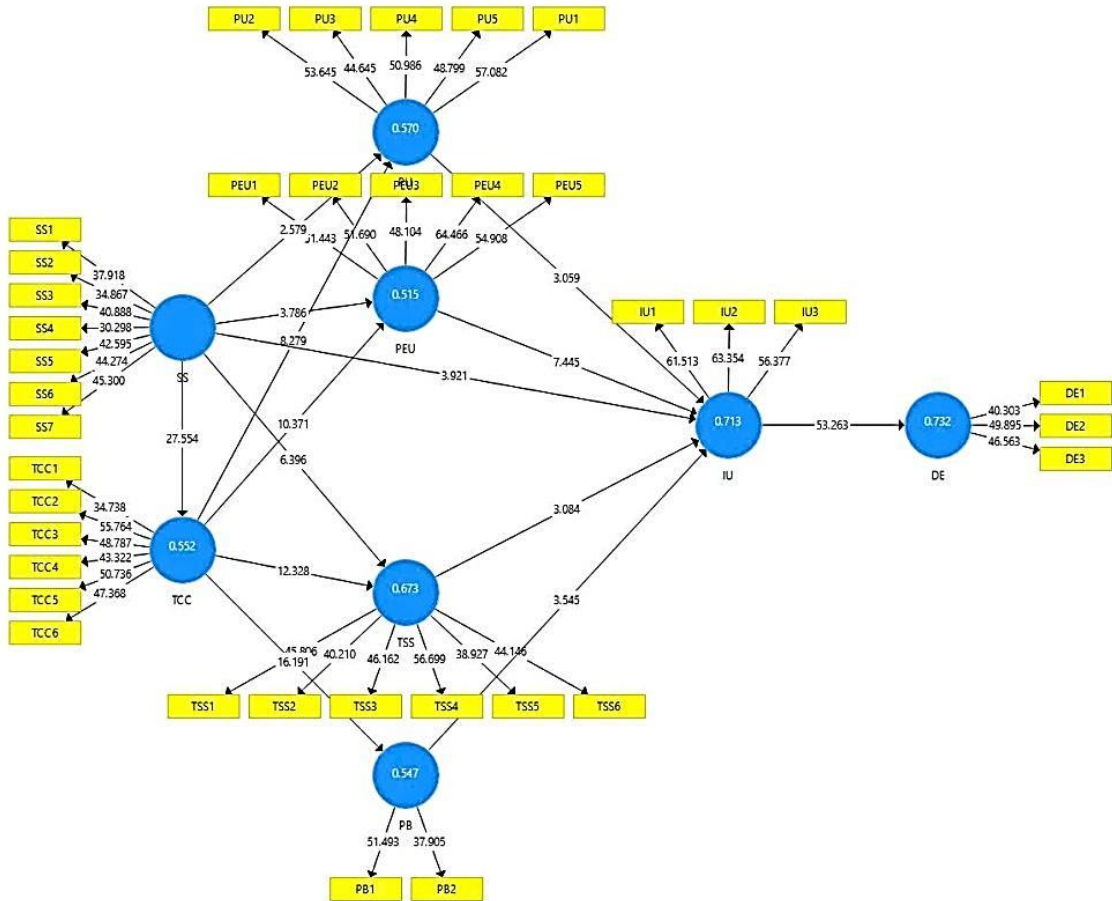 PU2 PU3 PU4 PU5 PU1
53.645 44.645 50.986 48.799 57.082
0.570
PEU1 PEU2 PEU3 PEU4 PEU5
2.579 51.690 48.104 64.466 54.908
SS1
SS2
SS3
SS4
SS5
SS6
SS7
37.918
34.867
40.888
30.298
42.595
44.274
45.300
SS
3.786
0.515
PEU
8.279
3.059
7.445
3.921
IU1 IU2 IU3
61.513 63.354 56.377
0.713
IU
53.263
0.732
DE
DE1
DE2
DE3
40.303
49.895
46.563
27.554
10.371
6.396
TCC1
TCC2
TCC3
TCC4
TCC5
TCC6
34.738
55.764
48.787
43.322
50.736
47.368
0.552
TCC
12.328
3.084
0.673
TSS
3.545
16.191 40.210 46.162 56.699 38.927 44.146
TSS1 TSS2 TSS3 TSS4 TSS5 TSS6
0.547
PB
51.493 37.905
PB1 PB2